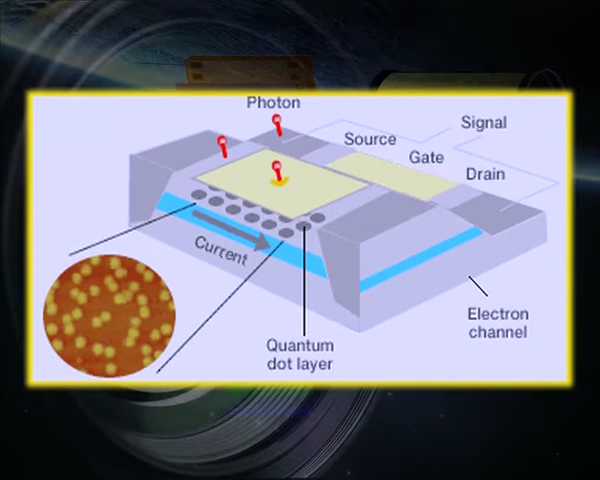 Photon
Signal
Source
Gate
Drain
Current
Electron
channel
Quantum
dot layer